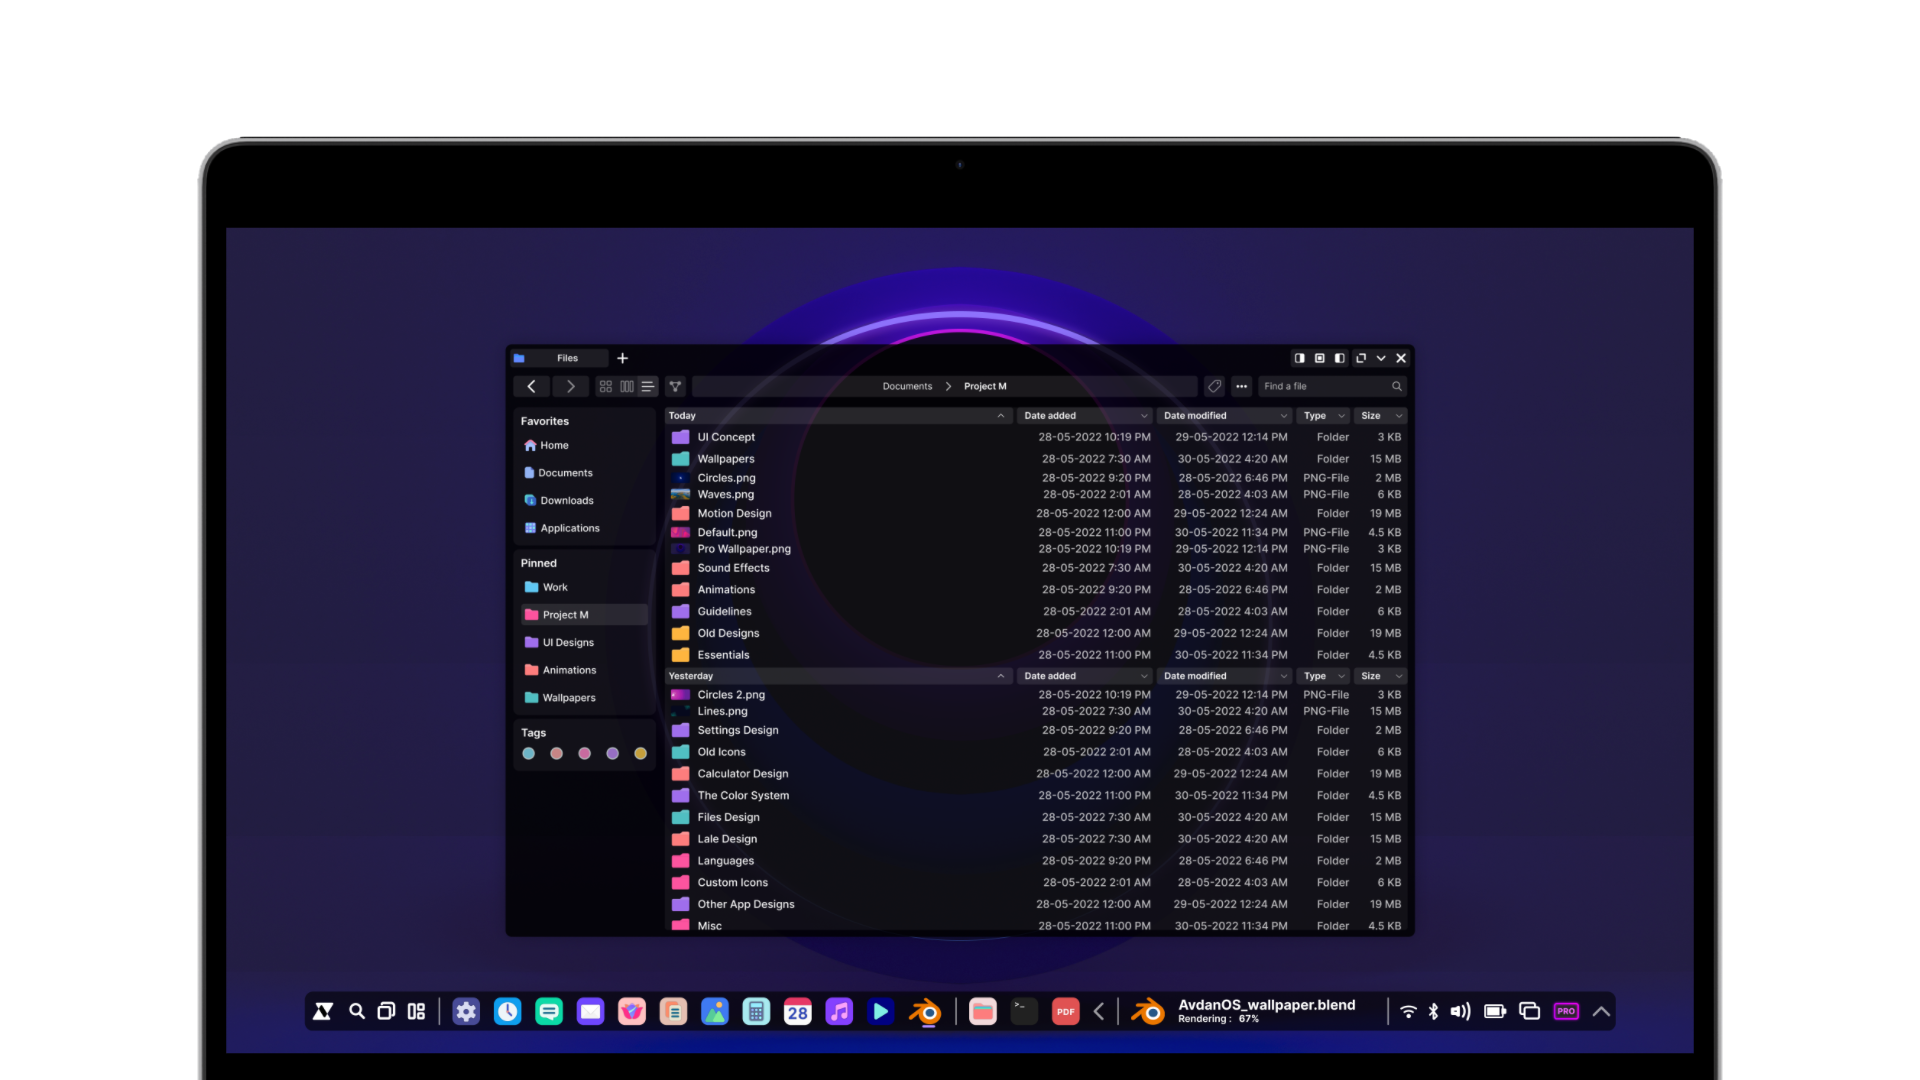 Files
Documents > Project M
Find a file
Favorites
Home
Documents
Downloads
Applications
Pinned
Work
Project M
UI Designs
Animations
Wallpapers
Tags
Today Date added Date modified Type Size
UI Concept 28-05-2022 10:19 PM 29-05-2022 12:14 PM Folder 3 KB
Wallpapers 28-05-2022 7:30 AM 30-05-2022 4:20 AM Folder 15 MB
Circles.png 28-05-2022 9:20 PM 28-05-2022 6:46 PM PNG-File 2 MB
Waves.png 28-05-2022 2:01 AM 28-05-2022 4:03 AM PNG-File 6 KB
Motion Design 28-05-2022 12:00 AM 29-05-2022 12:24 AM Folder 19 MB
Default.png 28-05-2022 11:00 PM 30-05-2022 11:34 PM PNG-File 4.5 KB
Pro Wallpaper.png 28-05-2022 10:19 PM 29-05-2022 12:14 PM PNG-File 3 KB
Sound Effects 28-05-2022 7:30 AM 30-05-2022 4:20 AM Folder 15 MB
Animations 28-05-2022 9:20 PM 28-05-2022 6:46 PM Folder 2 MB
Guidelines 28-05-2022 2:01 AM 28-05-2022 4:03 AM Folder 6 KB
Old Designs 28-05-2022 12:00 AM 29-05-2022 12:24 AM Folder 19 MB
Essentials 28-05-2022 11:00 PM 30-05-2022 11:34 PM Folder 4.5 KB
Yesterday Date added Date modified Type Size
Circles 2.png 28-05-2022 10:19 PM 29-05-2022 12:14 PM PNG-File 3 KB
Lines.png 28-05-2022 7:30 AM 30-05-2022 4:20 AM PNG-File 15 MB
Settings Design 28-05-2022 9:20 PM 28-05-2022 6:46 PM Folder 2 MB
Old Icons 28-05-2022 2:01 AM 28-05-2022 4:03 AM Folder 6 KB
Calculator Design 28-05-2022 12:00 AM 29-05-2022 12:24 AM Folder 19 MB
The Color System 28-05-2022 11:00 PM 30-05-2022 11:34 PM Folder 4.5 KB
Files Design 28-05-2022 7:30 AM 30-05-2022 4:20 AM Folder 15 MB
Lale Design 28-05-2022 7:30 AM 30-05-2022 4:20 AM Folder 15 MB
Languages 28-05-2022 9:20 PM 28-05-2022 6:46 PM Folder 2 MB
Custom Icons 28-05-2022 2:01 AM 28-05-2022 4:03 AM Folder 6 KB
Other App Designs 28-05-2022 12:00 AM 29-05-2022 12:24 AM Folder 19 MB
Misc 28-05-2022 11:00 PM 30-05-2022 11:34 PM Folder 4.5 KB
28
>_
PDF
AvdanOS_wallpaper.blend
Rendering : 67%
PRO